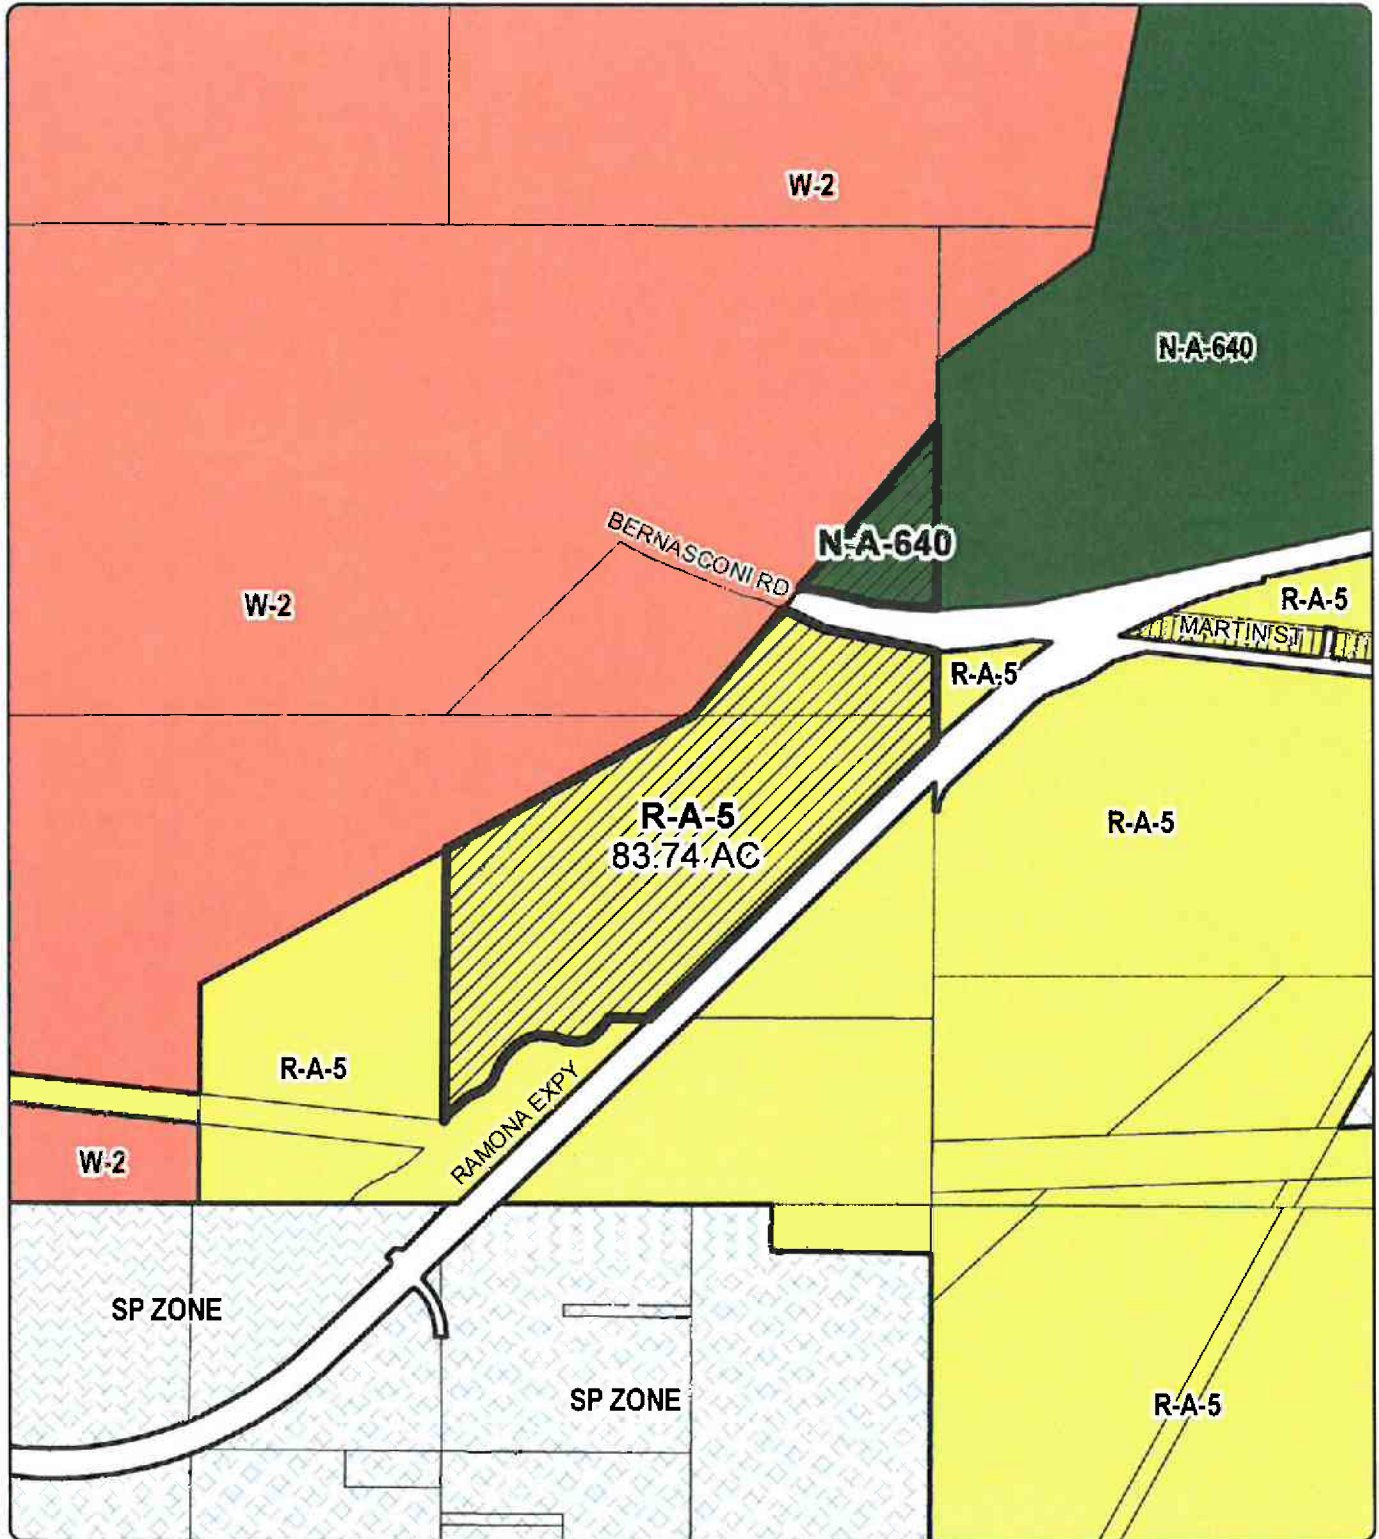 W-2
N-A-640
BERNASCONI RD
N-A-640
W-2
R-A-5
MARTIN ST
R-A-5
R-A-5
83.74 AC
R-A-5
R-A-5
RAMONA EXPY
W-2
SP ZONE
SP ZONE
R-A-5